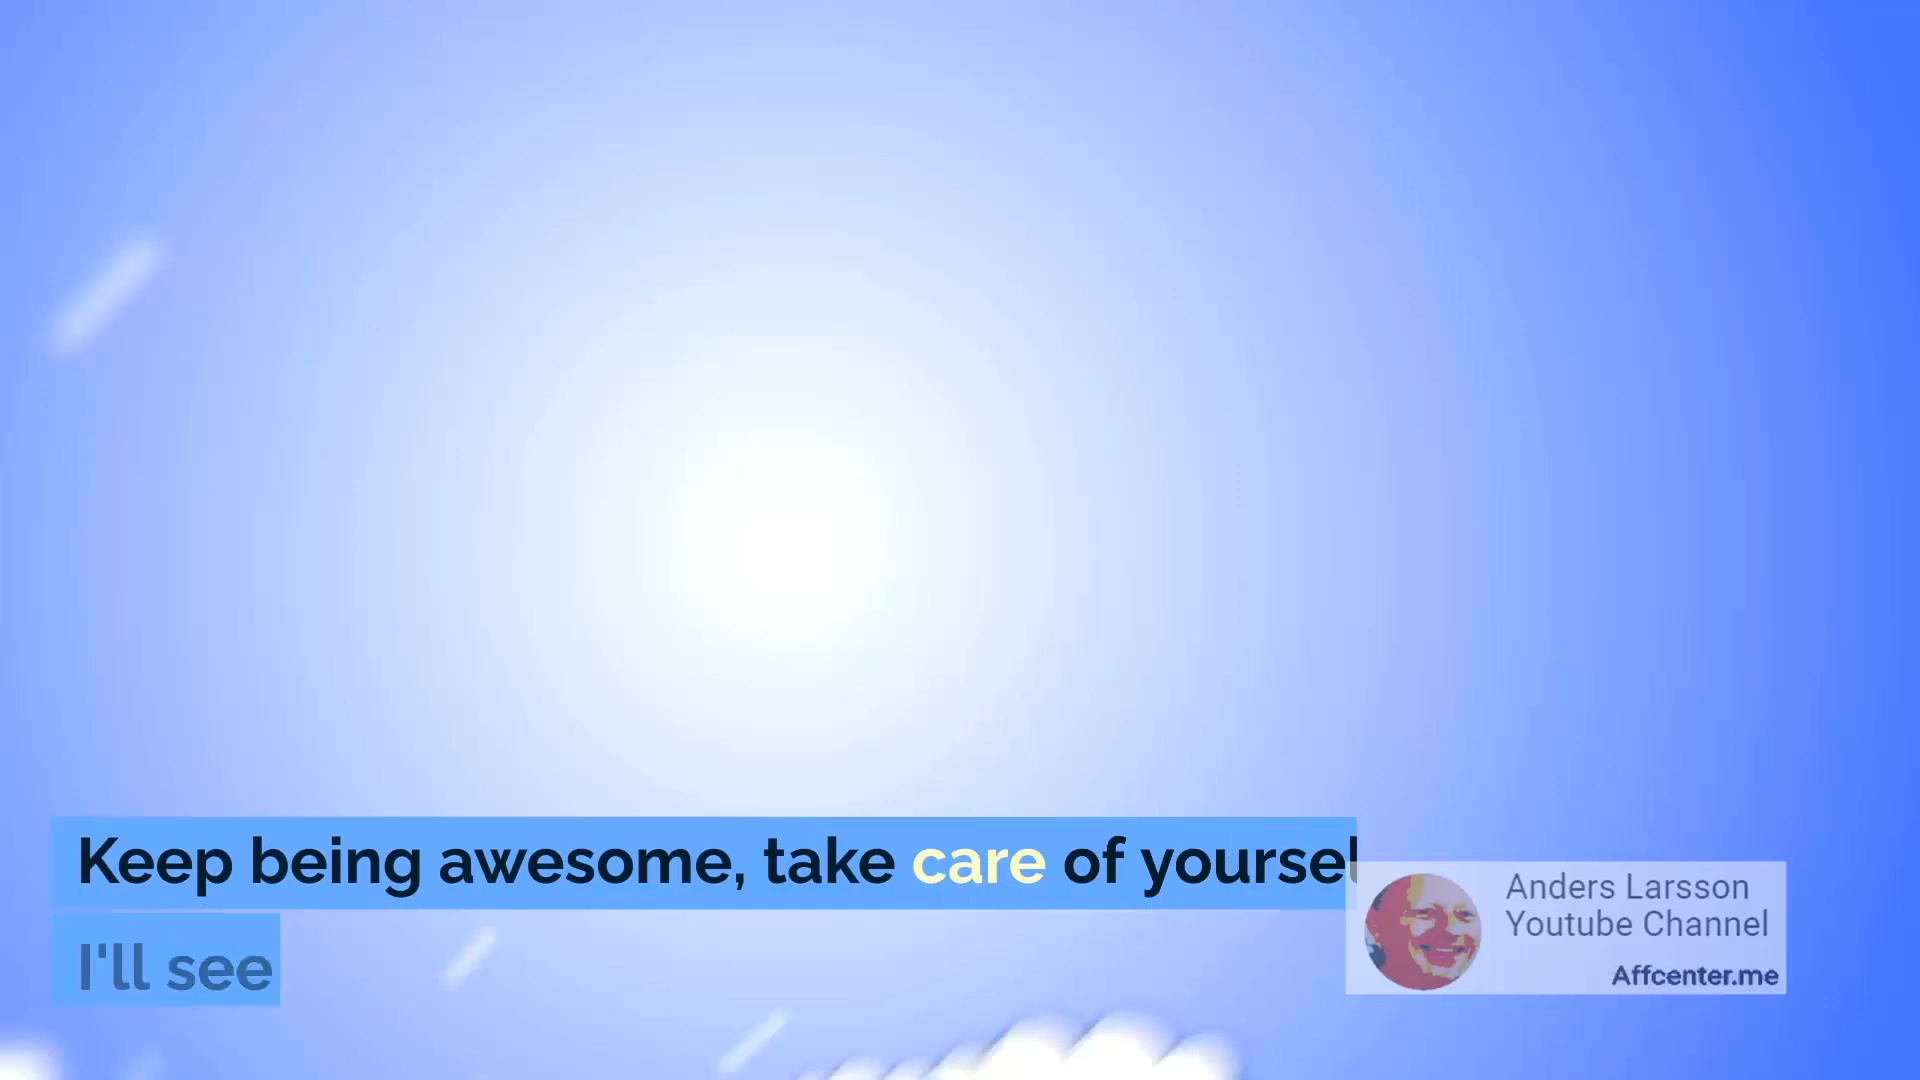 Keep being awesome, take care of yoursel
I'll see
Anders Larsson
Youtube Channel
Affcenter.me